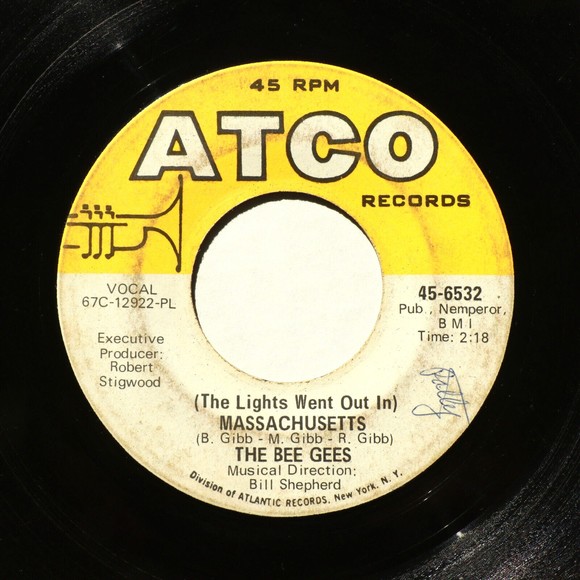 45 RPM
ATCO
RECORDS
VOCAL
67C-12922-PL
45-6532
Pub., Nemperor,
BMI
Time: 2:18
Executive
Producer:
Robert
Stigwood
Betty
(The Lights Went Out In)
MASSACHUSETTS
(B. Gibb - M. Gibb - R. Gibb)
THE BEE GEES
Musical Direction:
Bill Shepherd
Division of ATLANTIC RECORDS, New York, N. Y.